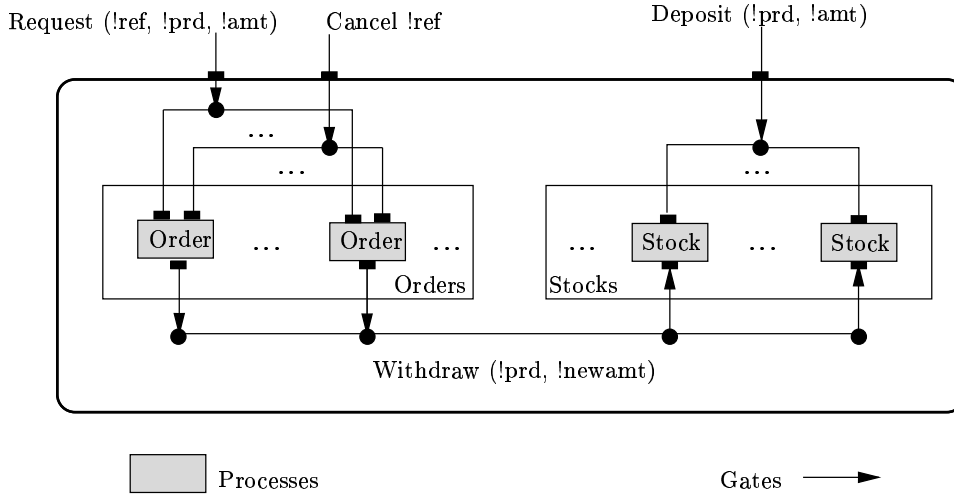 Request (!ref, !prd, !amt)
Cancel !ref
Deposit (!prd, !amt)
...
...
...
Order
...
Order
...
...
Stock
...
Stock
Orders
Stocks
Withdraw (!prd, !newamt)
Processes
Gates